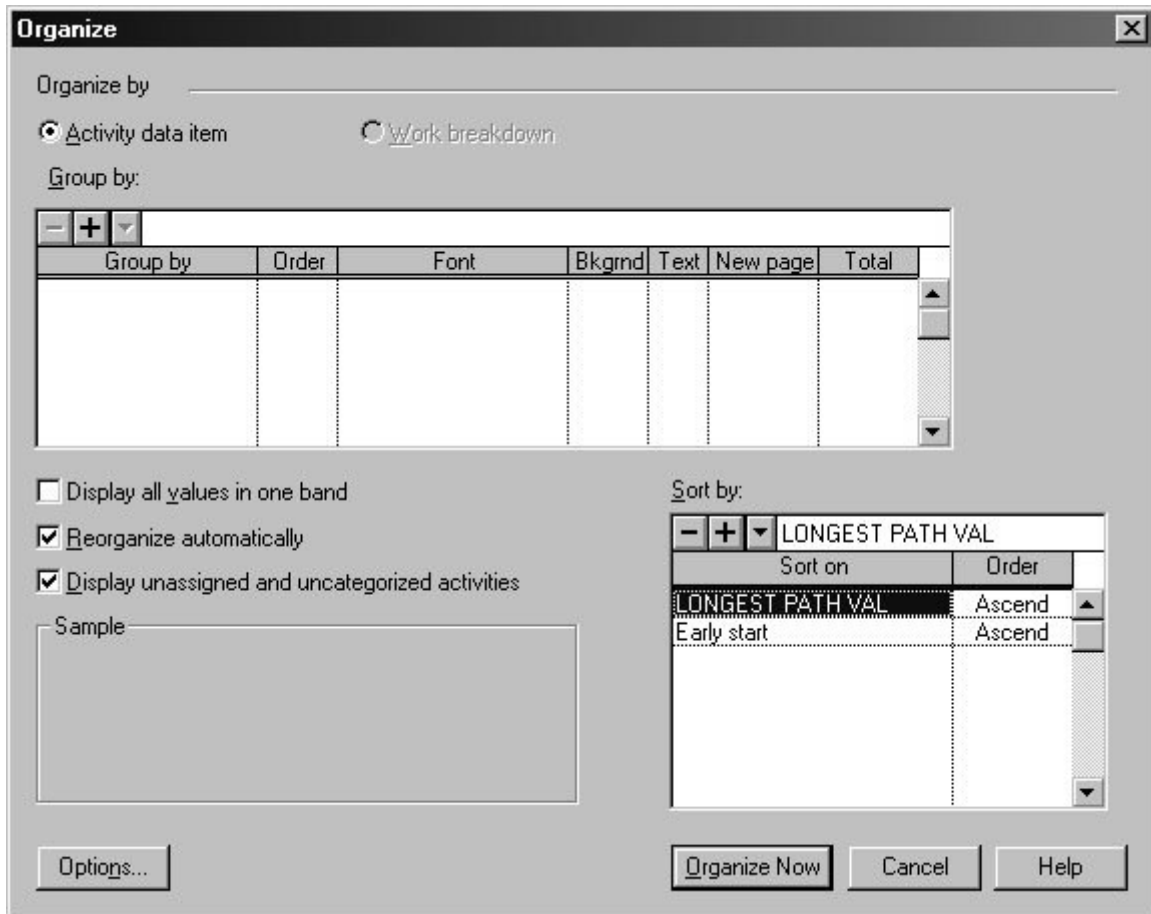 Organize
Organize by
Activity data item Work breakdown
Group by:
Group by Order Font Bkgrnd Text New page Total
Display all values in one band
Reorganize automatically
Display unassigned and uncategorized activities
Sample
Sort by:
LONGEST PATH VAL
Sort on Order
LONGEST PATH VAL Ascend
Early start Ascend
Options...
Organize Now Cancel Help